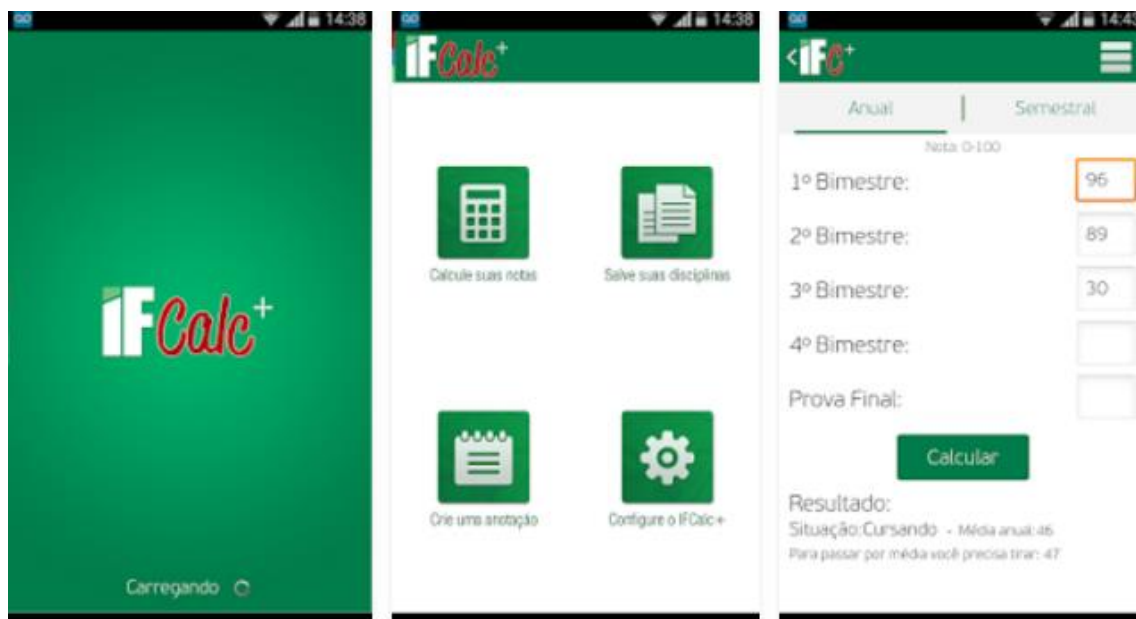 14:38
iFCalc+
Carregando
14:38
iFCalc+
Calcule suas notas
Salve suas disciplinas
Crie uma anotação
Configure o IFCalc+
14:43
<iFC+
Anual | Semestral
Nota: 0-100
1º Bimestre: 96
2º Bimestre: 89
3º Bimestre: 30
4º Bimestre:
Prova Final:
Calcular
Resultado:
Situação:Cursando - Média anual: 46
Para passar por média você precisa tirar: 47